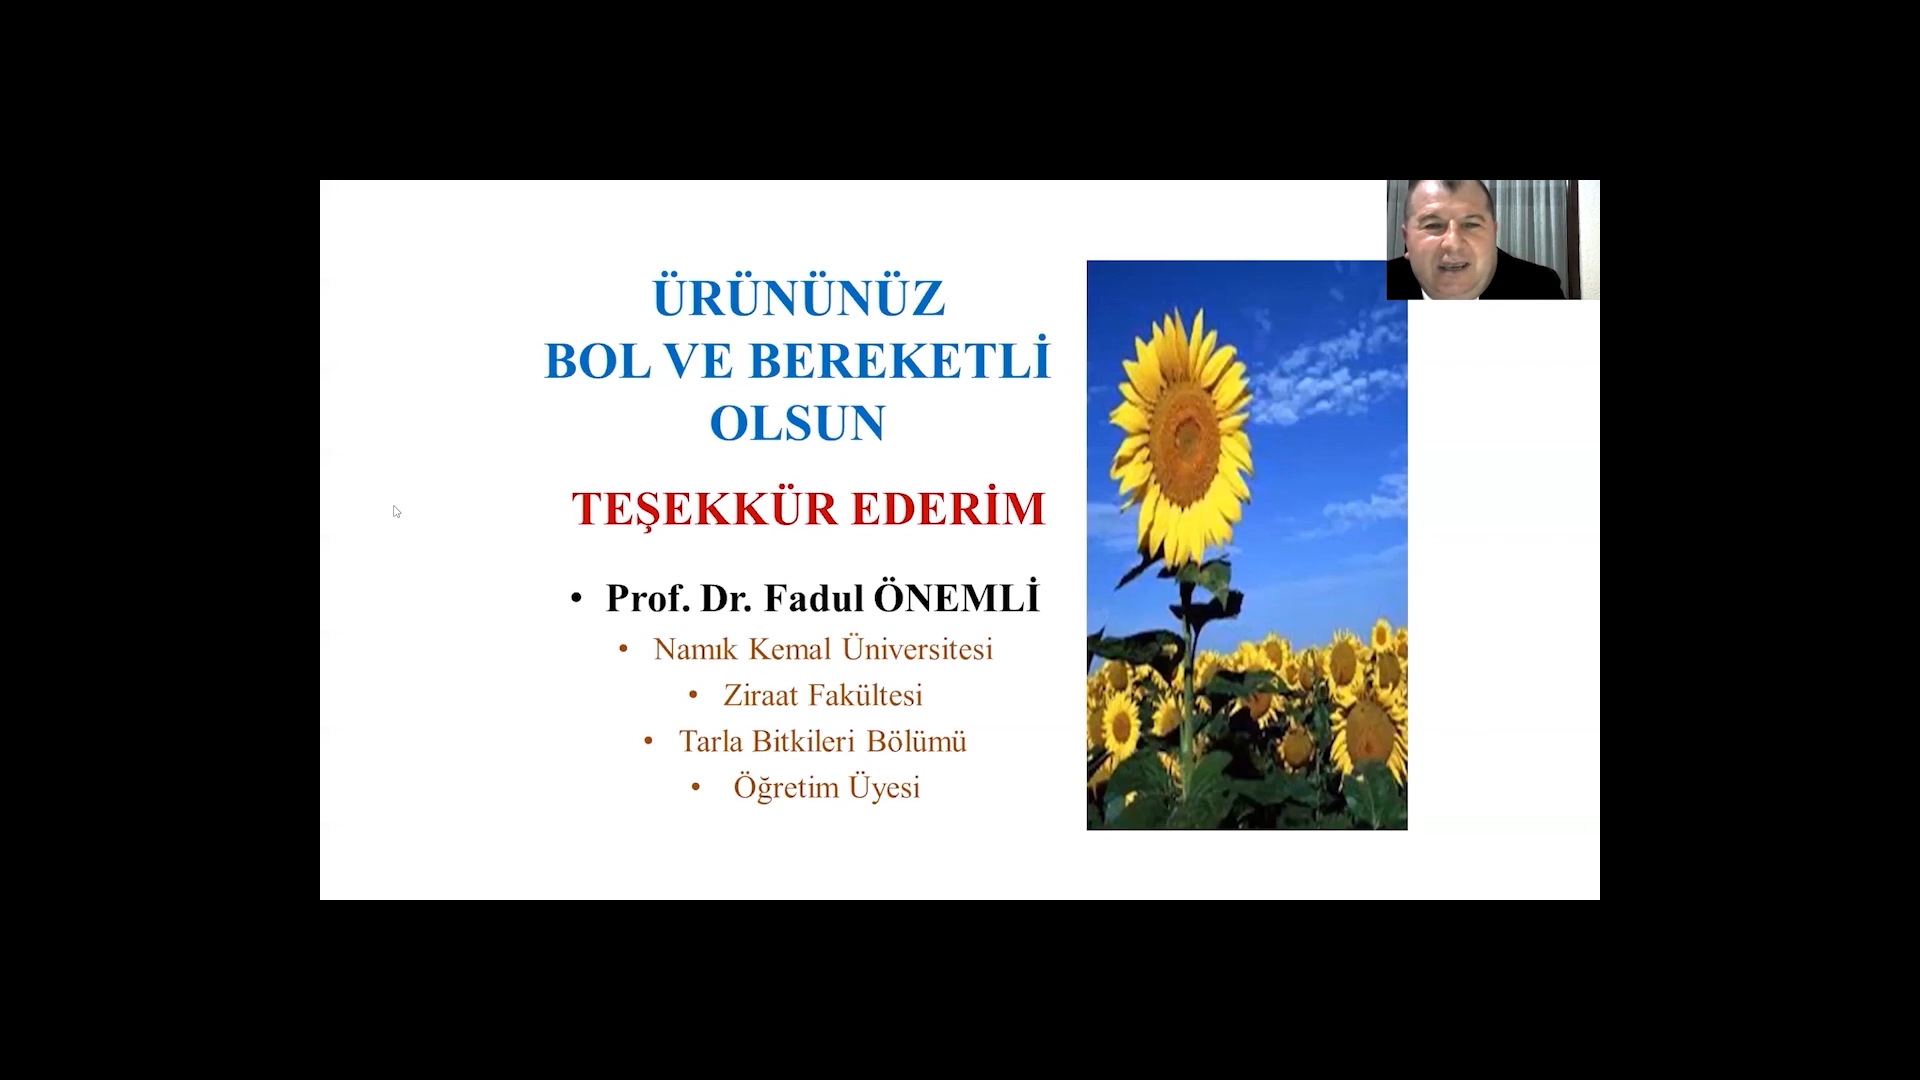 ÜRÜNÜNÜZ
BOL VE BEREKETLİ
OLSUN
TEŞEKKÜR EDERİM
• Prof. Dr. Fadul ÖNEMLİ
• Namık Kemal Üniversitesi
• Ziraat Fakültesi
• Tarla Bitkileri Bölümü
• Öğretim Üyesi